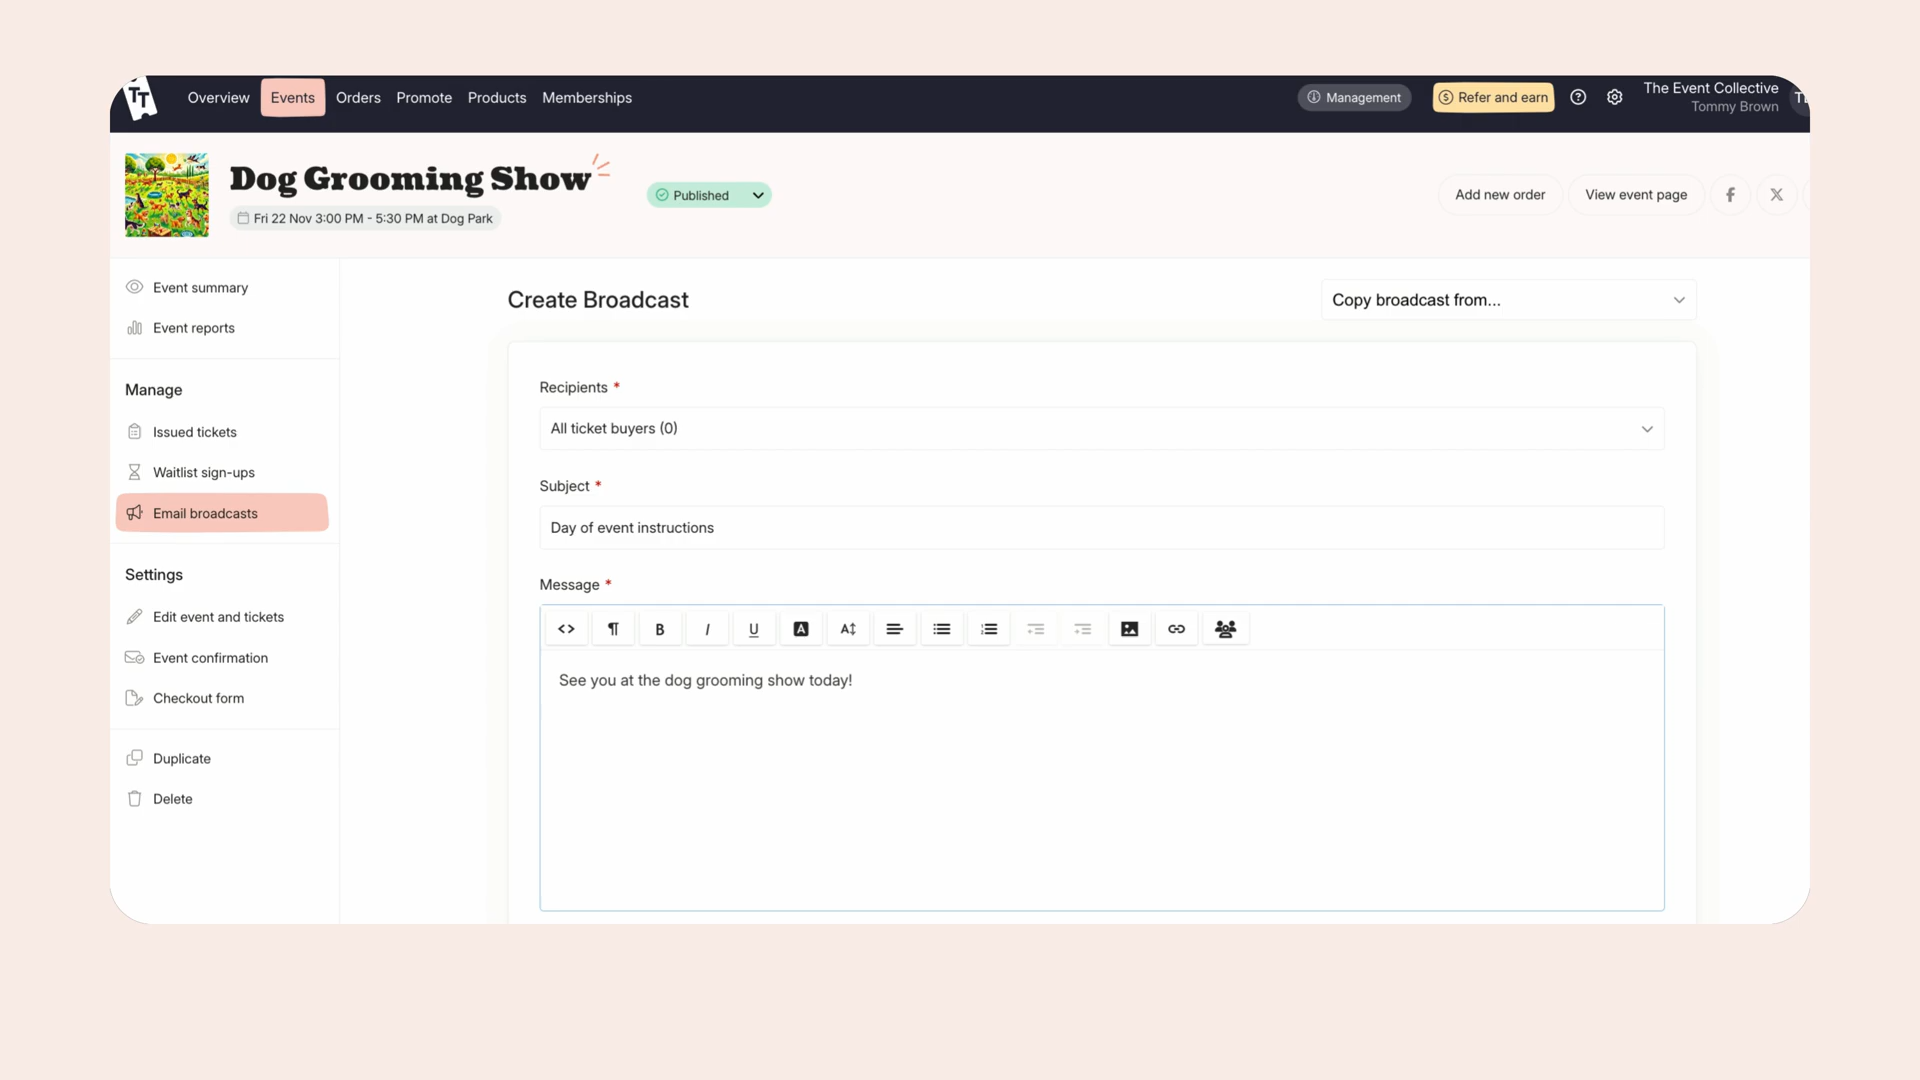 TT
Overview
Events
Orders
Promote
Products
Memberships
Management
Refer and earn
The Event Collective
Tommy Brown
Dog Grooming Show
Fri 22 Nov 3:00 PM - 5:30 PM at Dog Park
Published
Add new order
View event page
Event summary
Event reports
Manage
Issued tickets
Waitlist sign-ups
Email broadcasts
Settings
Edit event and tickets
Event confirmation
Checkout form
Duplicate
Delete
Create Broadcast
Copy broadcast from...
Recipients *
All ticket buyers (0)
Subject *
Day of event instructions
Message *
B I U A A
See you at the dog grooming show today!